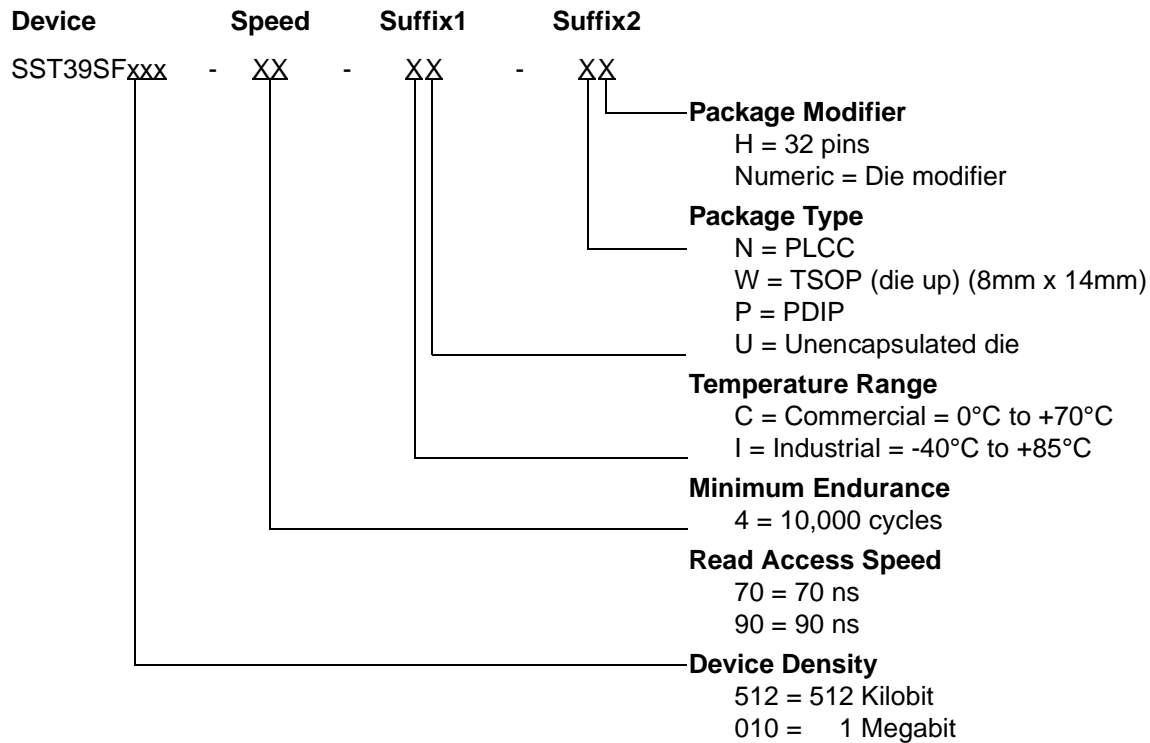 Device Speed Suffix1 Suffix2
SST39SFxxx - XX - XX - XX
Package Modifier
H = 32 pins
Numeric = Die modifier
Package Type
N = PLCC
W = TSOP (die up) (8mm x 14mm)
P = PDIP
U = Unencapsulated die
Temperature Range
C = Commercial = 0°C to +70°C
I = Industrial = -40°C to +85°C
Minimum Endurance
4 = 10,000 cycles
Read Access Speed
70 = 70 ns
90 = 90 ns
Device Density
512 = 512 Kilobit
010 = 1 Megabit